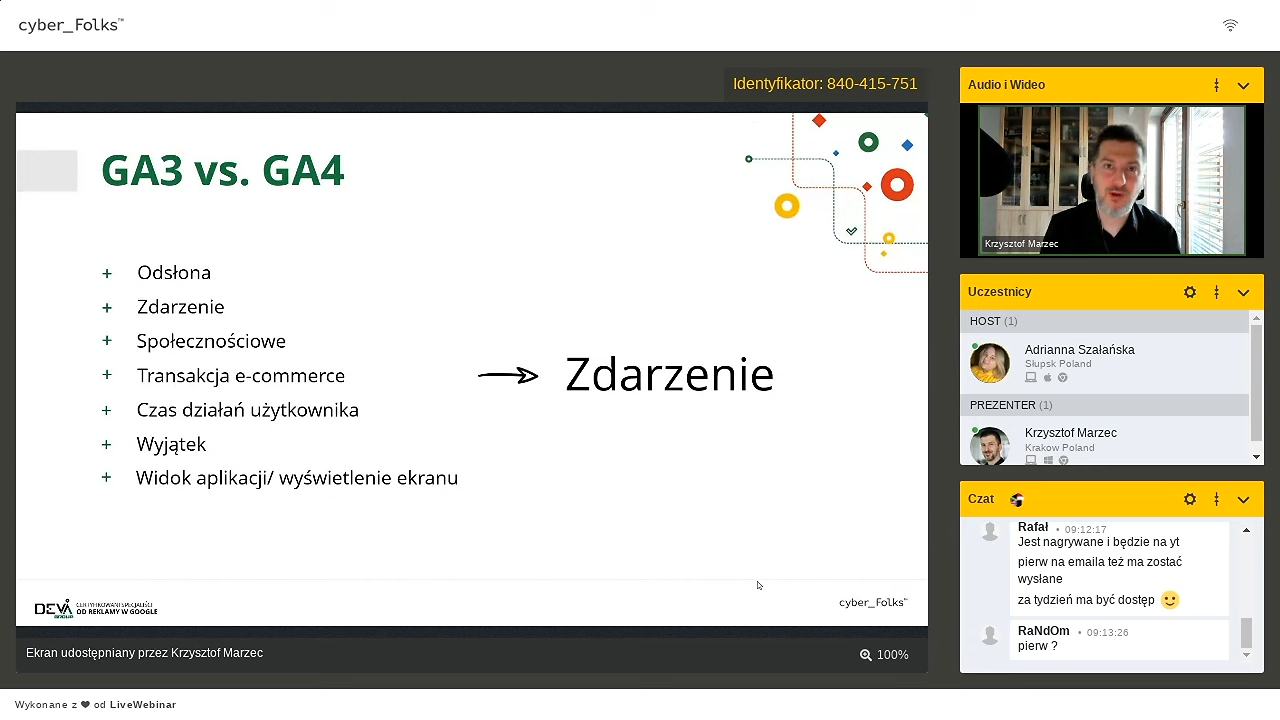 cyber_Folks™
Identyfikator: 840-415-751
GA3 vs. GA4
+ Odsłona
+ Zdarzenie
+ Społecznościowe
+ Transakcja e-commerce
+ Czas działań użytkownika
+ Wyjątek
+ Widok aplikacji/ wyświetlenie ekranu
Zdarzenie
DEVA GROUP
CERTYFIKOWANI SPECJALIŚCI
OD REKLAMY W GOOGLE
cyber_Folks™
Ekran udostępniany przez Krzysztof Marzec
100%
Audio i Wideo
Krzysztof Marzec
Uczestnicy
HOST (1)
Adrianna Szałańska
Słupsk Poland
PREZENTER (1)
Krzysztof Marzec
Krakow Poland
Czat
Rafał • 09:12:17
Jest nagrywane i będzie na yt
pierw na emaila też ma zostać
wysłane
za tydzień ma być dostęp
RaNdOm • 09:13:26
pierw ?
Wykonane z ❤ od LiveWebinar